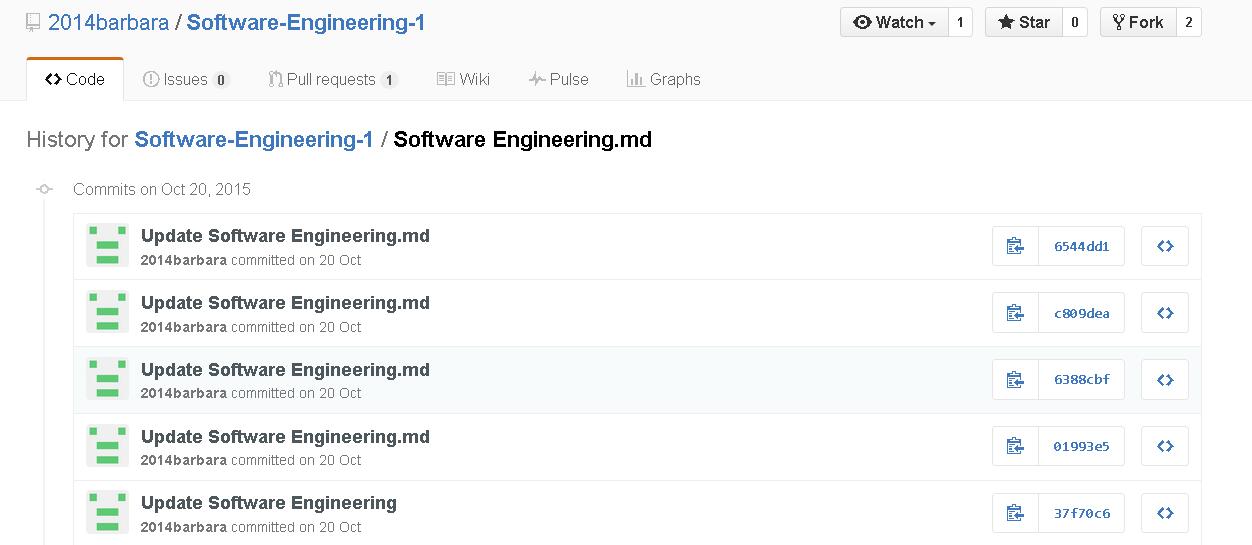 2014barbara / Software-Engineering-1
Watch 1 Star 0 Fork 2
Code Issues 0 Pull requests 1 Wiki Pulse Graphs
History for Software-Engineering-1 / Software Engineering.md
Commits on Oct 20, 2015
Update Software Engineering.md
2014barbara committed on 20 Oct
6544dd1
Update Software Engineering.md
2014barbara committed on 20 Oct
c809dea
Update Software Engineering.md
2014barbara committed on 20 Oct
6388cbf
Update Software Engineering.md
2014barbara committed on 20 Oct
01993e5
Update Software Engineering
2014barbara committed on 20 Oct
37f70c6